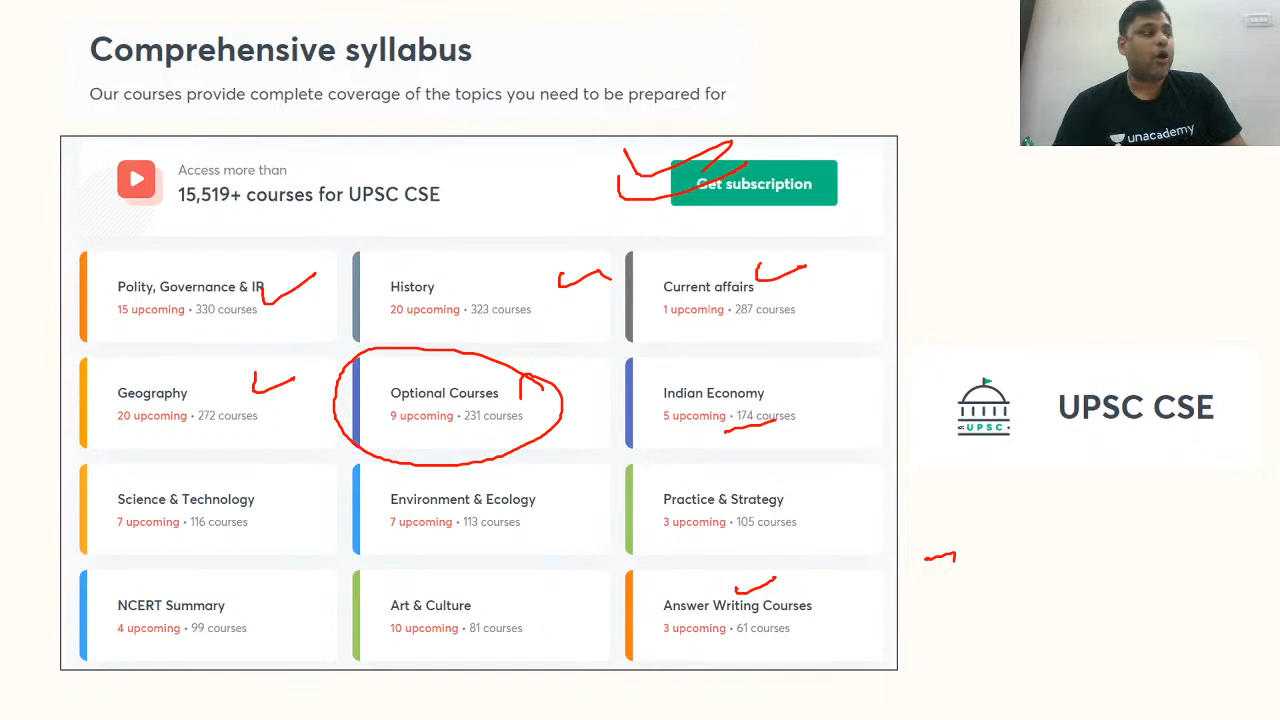 Comprehensive syllabus
Our courses provide complete coverage of the topics you need to be prepared for
unacademy
Access more than
15,519+ courses for UPSC CSE
Get subscription
Polity, Governance & IR
15 upcoming • 330 courses
History
20 upcoming • 323 courses
Current affairs
1 upcoming • 287 courses
Geography
20 upcoming • 272 courses
Optional Courses
9 upcoming • 231 courses
Indian Economy
5 upcoming • 174 courses
UPSC
UPSC CSE
Science & Technology
7 upcoming • 116 courses
Environment & Ecology
7 upcoming • 113 courses
Practice & Strategy
3 upcoming • 105 courses
NCERT Summary
4 upcoming • 99 courses
Art & Culture
10 upcoming • 81 courses
Answer Writing Courses
3 upcoming • 61 courses